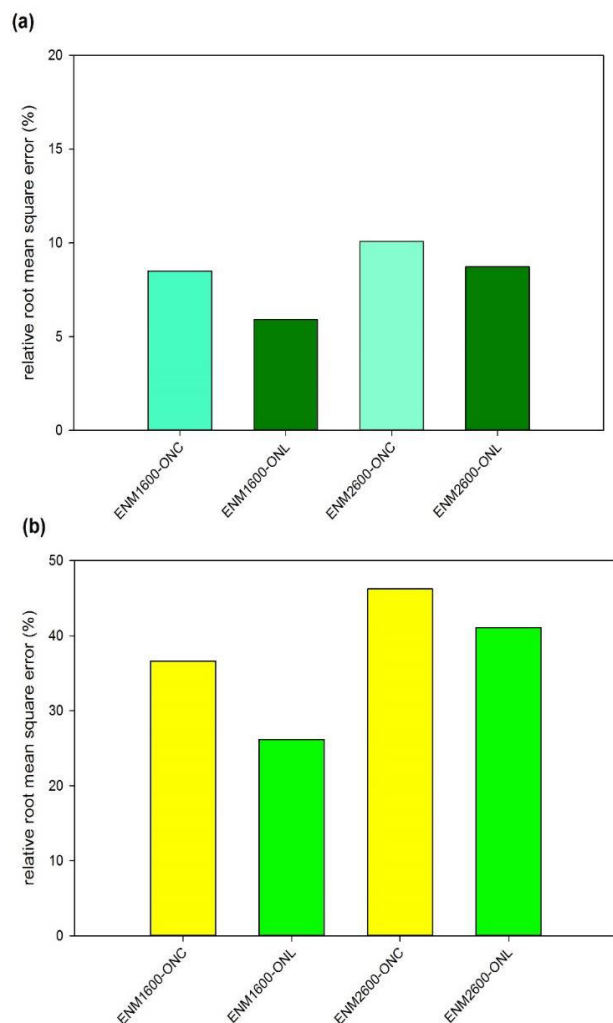 (a)
relative root mean square error (%)
20
15
10
5
0
ENM1600-ONC
ENM1600-ONL
ENM2600-ONC
ENM2600-ONL
(b)
relative root mean square error (%)
50
40
30
20
10
0
ENM1600-ONC
ENM1600-ONL
ENM2600-ONC
ENM2600-ONL